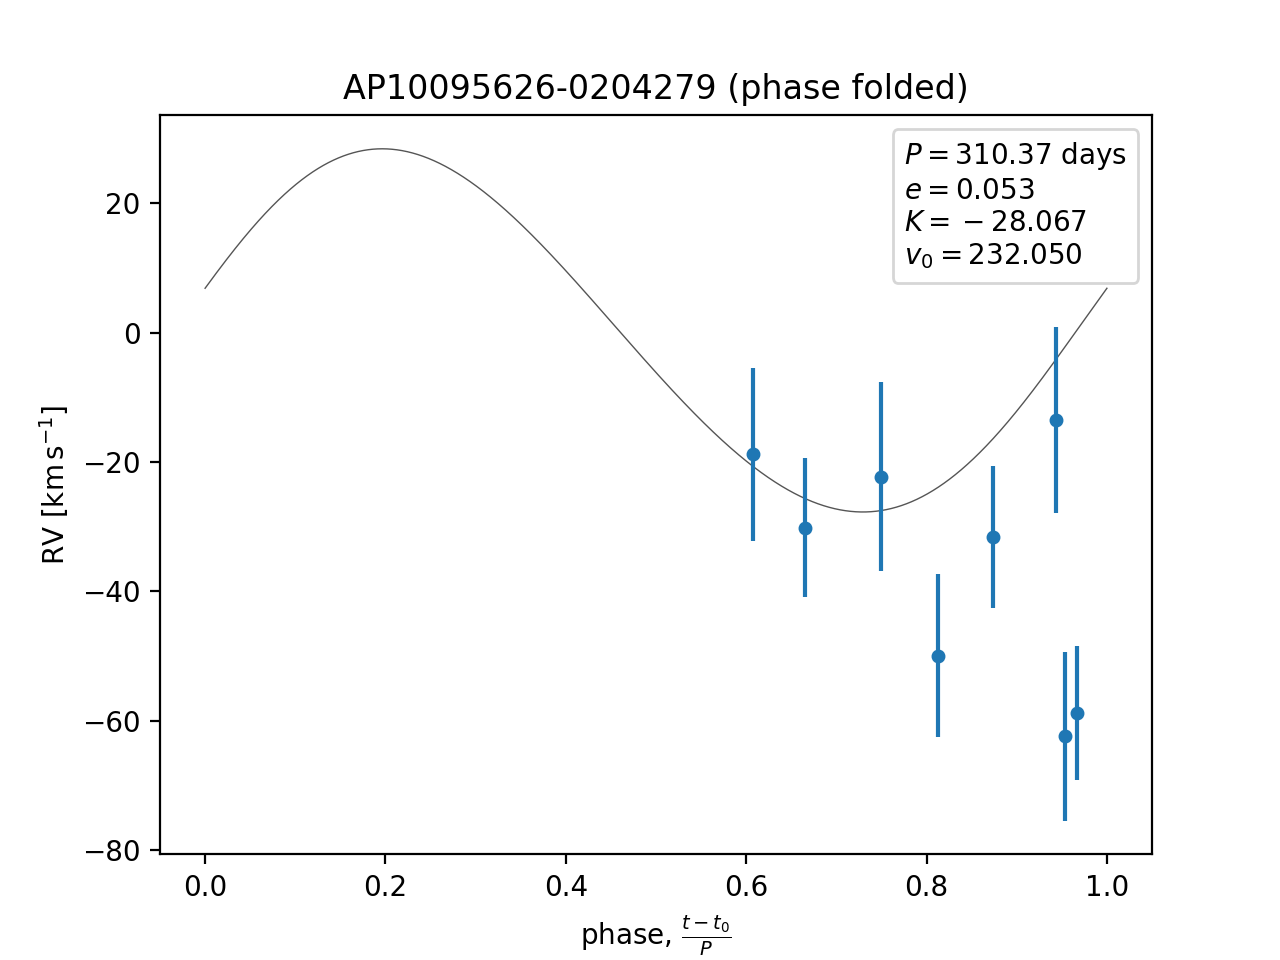 AP10095626-0204279 (phase folded)
P = 310.37 days
e = 0.053
K = −28.067
v₀ = 232.050
20
0
−20
−40
−60
−80
RV [km s⁻¹]
0.0 0.2 0.4 0.6 0.8 1.0
phase, (t − t₀)/P